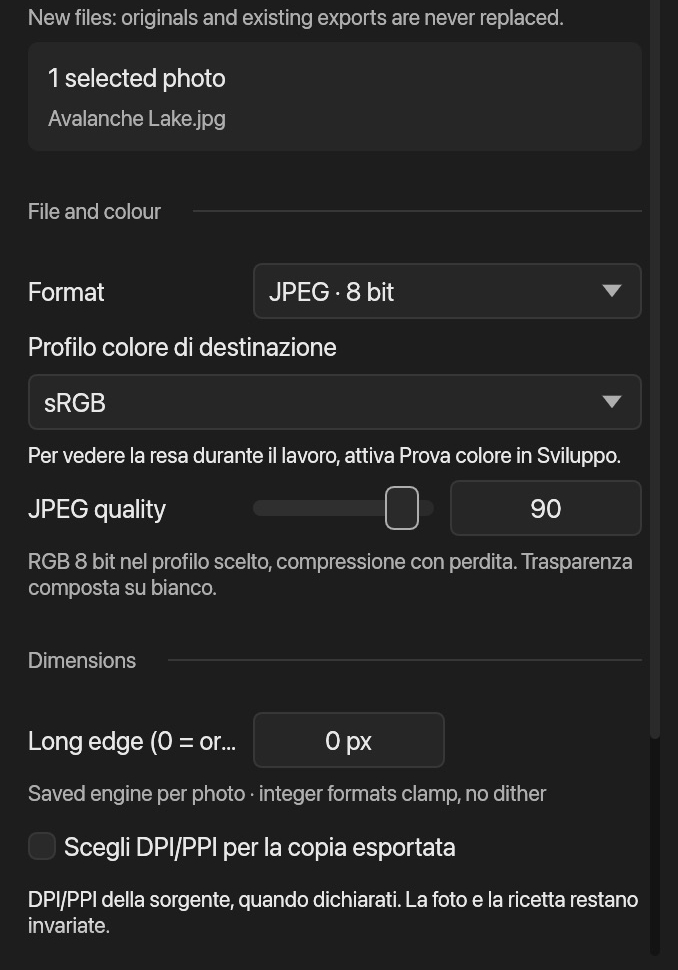 New files: originals and existing exports are never replaced.
1 selected photo
Avalanche Lake.jpg
File and colour
Format
JPEG · 8 bit
Profilo colore di destinazione
sRGB
Per vedere la resa durante il lavoro, attiva Prova colore in Sviluppo.
JPEG quality
90
RGB 8 bit nel profilo scelto, compressione con perdita. Trasparenza
composta su bianco.
Dimensions
Long edge (0 = or...
0 px
Saved engine per photo · integer formats clamp, no dither
Scegli DPI/PPI per la copia esportata
DPI/PPI della sorgente, quando dichiarati. La foto e la ricetta restano
invariate.